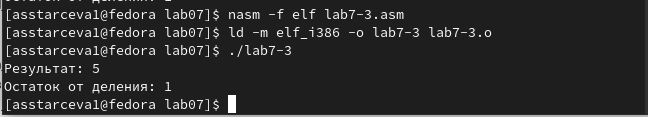 [asstarceva1@fedora lab07]$ nasm -f elf lab7-3.asm
[asstarceva1@fedora lab07]$ ld -m elf_i386 -o lab7-3 lab7-3.o
[asstarceva1@fedora lab07]$ ./lab7-3
Результат: 5
Остаток от деления: 1
[asstarceva1@fedora lab07]$